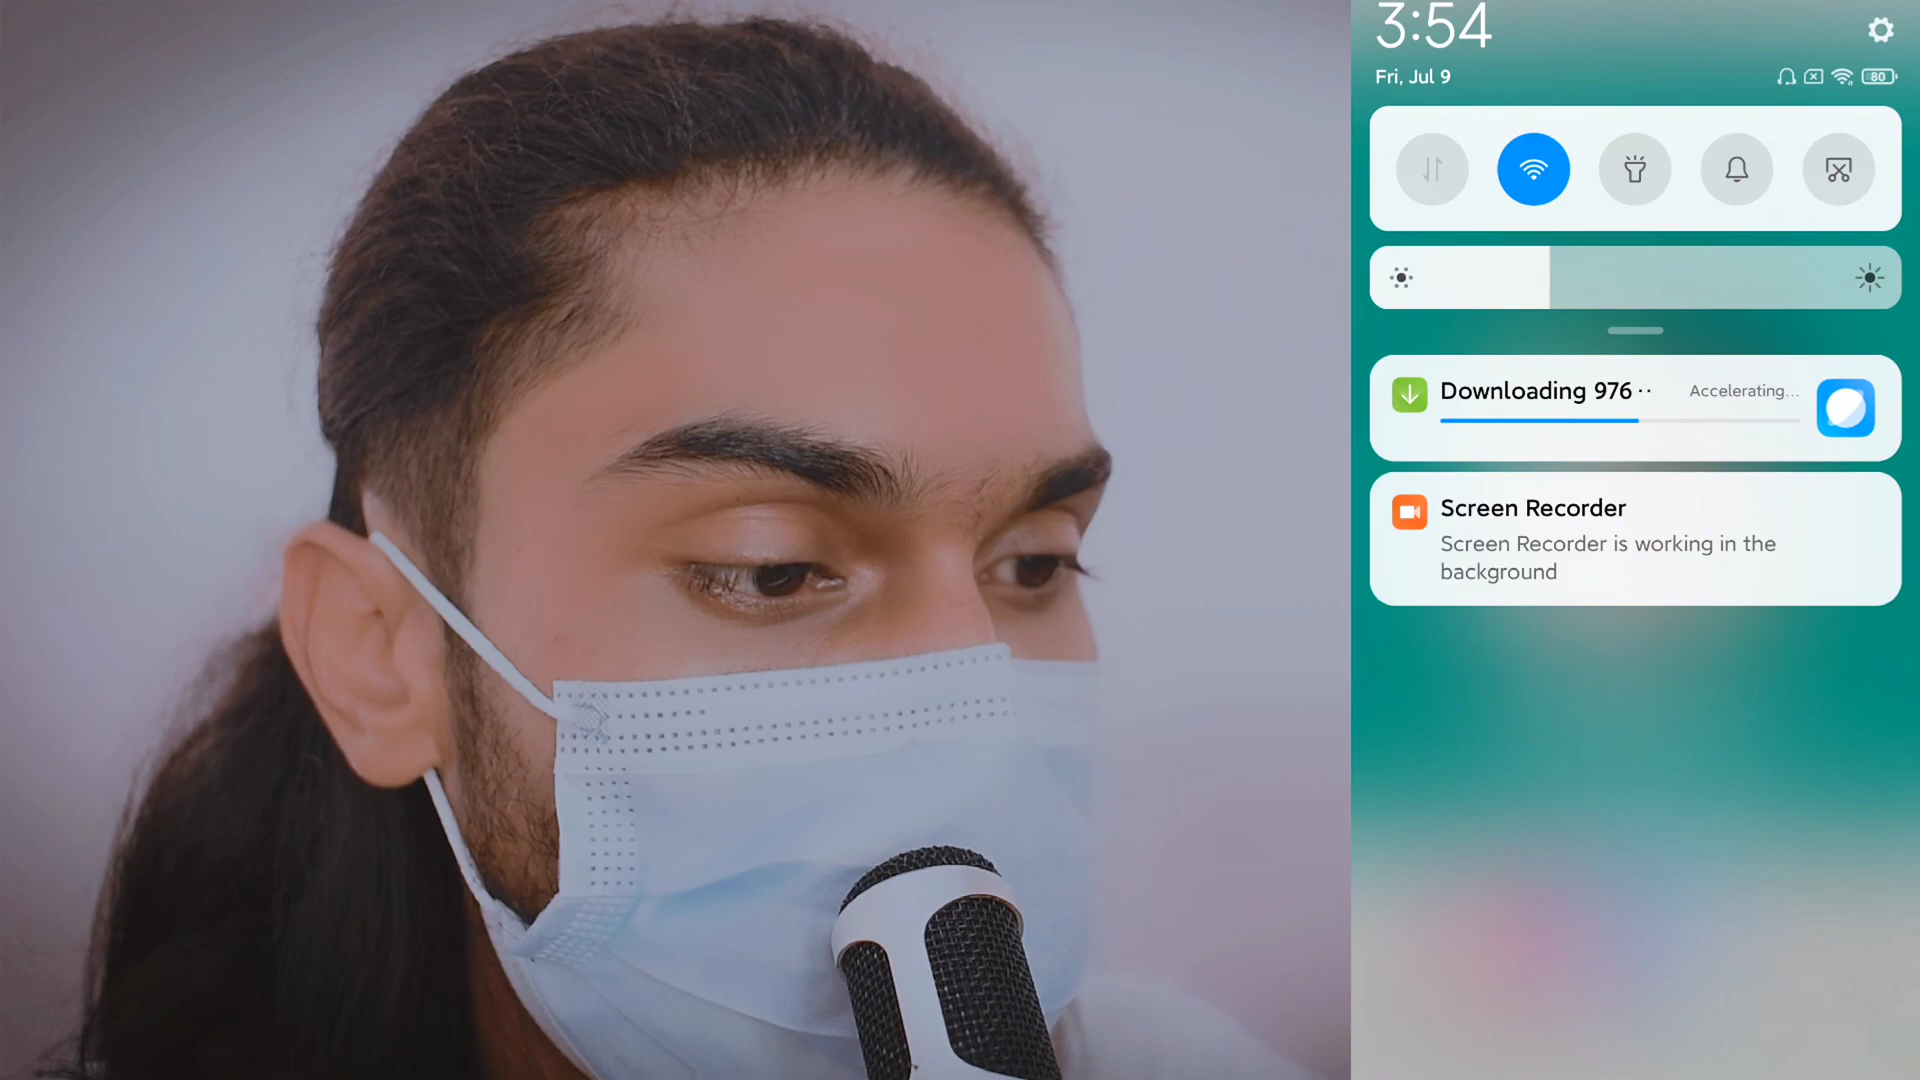 3:54
Fri, Jul 9
80
Downloading 976··
Accelerating...
Screen Recorder
Screen Recorder is working in the
background